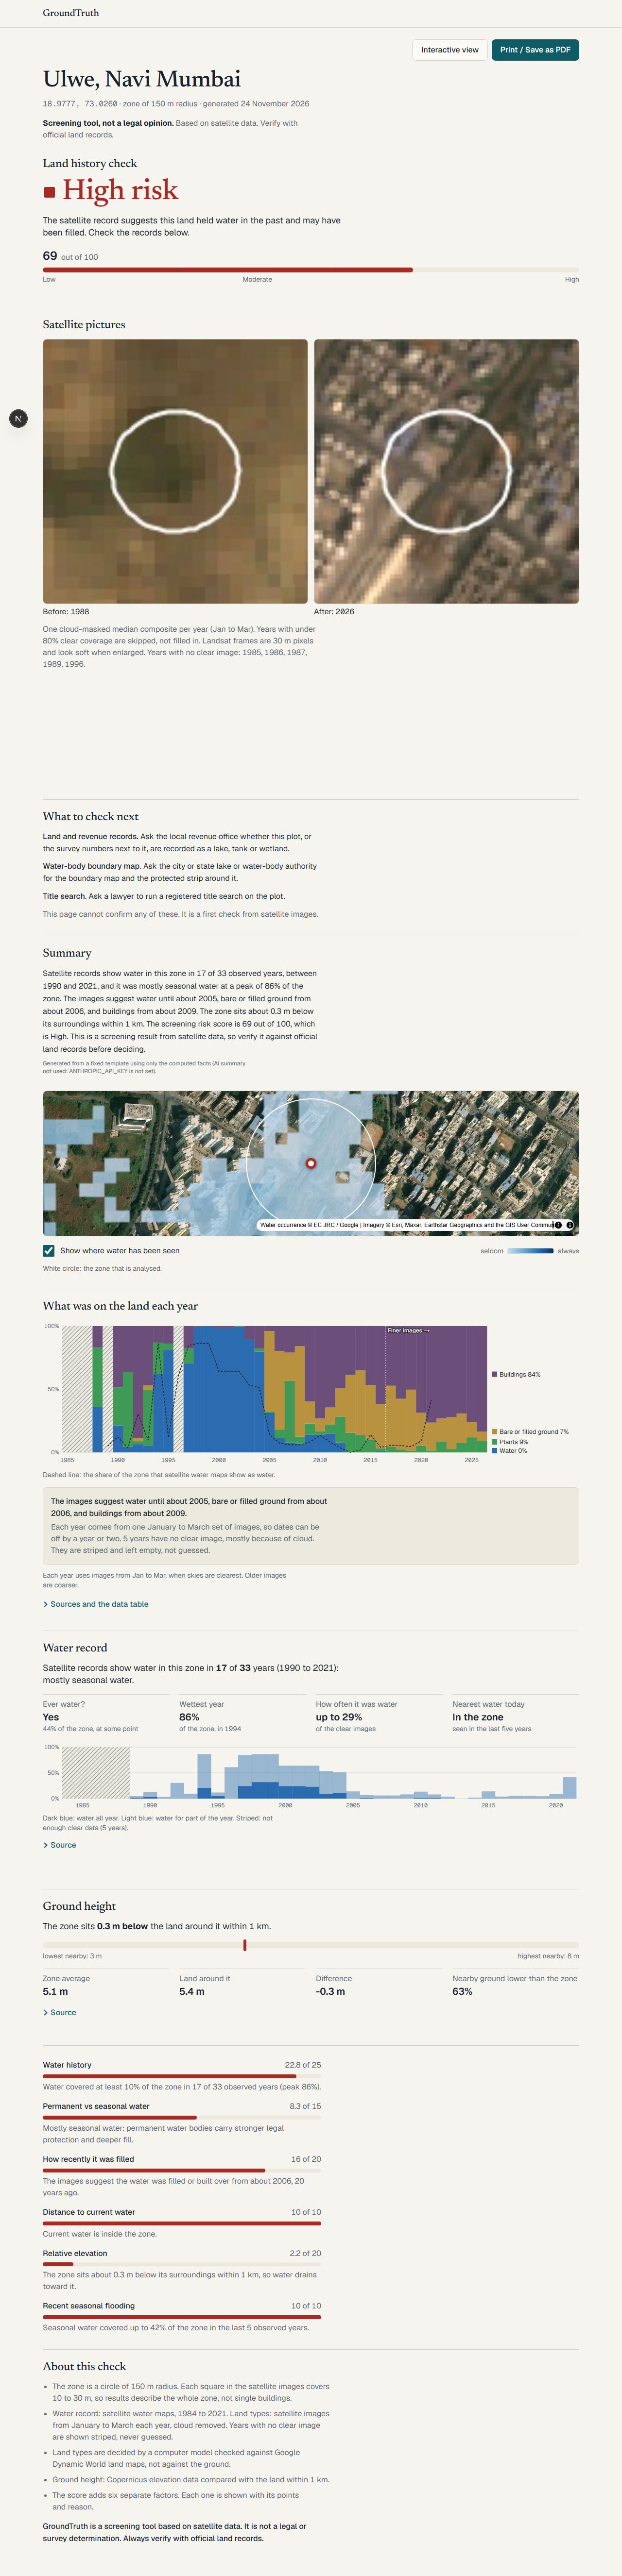 GroundTruth
Interactive view
Print / Save as PDF
Ulwe, Navi Mumbai
18.9777, 73.0260 · zone of 150 m radius · generated 24 November 2026
Screening tool, not a legal opinion. Based on satellite data. Verify with
official land records.
Land history check
High risk
The satellite record suggests this land held water in the past and may have
been filled. Check the records below.
69 out of 100
Low Moderate High
Satellite pictures
N
Before: 1988
After: 2026
One cloud-masked median composite per year (Jan to Mar). Years with under
80% clear coverage are skipped, not filled in. Landsat frames are 30 m pixels
and look soft when enlarged. Years with no clear image: 1985, 1986, 1987,
1989, 1996.
What to check next
Land and revenue records. Ask the local revenue office whether this plot, or
the survey numbers next to it, are recorded as a lake, tank or wetland.
Water-body boundary map. Ask the city or state lake or water-body authority
for the boundary map and the protected strip around it.
Title search. Ask a lawyer to run a registered title search on the plot.
This page cannot confirm any of these. It is a first check from satellite images.
Summary
Satellite records show water in this zone in 17 of 33 observed years, between
1990 and 2021, and it was mostly seasonal water at a peak of 86% of the
zone. The images suggest water until about 2005, bare or filled ground from
about 2006, and buildings from about 2009. The zone sits about 0.3 m below
its surroundings within 1 km. The screening risk score is 69 out of 100, which
is High. This is a screening result from satellite data, so verify it against official
land records before deciding.
Generated from a fixed template using only the computed facts (AI summary
not used: ANTHROPIC_API_KEY is not set).
Water occurrence © EC JRC / Google | Imagery © Esri, Maxar, Earthstar Geographics and the GIS User Commu
Show where water has been seen
seldom always
White circle: the zone that is analysed.
What was on the land each year
100%
50%
0%
Finer images →
Buildings 84%
Bare or filled ground 7%
Plants 9%
Water 0%
1985 1990 1995 2000 2005 2010 2015 2020 2025
Dashed line: the share of the zone that satellite water maps show as water.
The images suggest water until about 2005, bare or filled ground from about
2006, and buildings from about 2009.
Each year comes from one January to March set of images, so dates can be
off by a year or two. 5 years have no clear image, mostly because of cloud.
They are striped and left empty, not guessed.
Each year uses images from Jan to Mar, when skies are clearest. Older images
are coarser.
Sources and the data table
Water record
Satellite records show water in this zone in 17 of 33 years (1990 to 2021):
mostly seasonal water.
Ever water?
Yes
44% of the zone, at some point
Wettest year
86%
of the zone, in 1994
How often it was water
up to 29%
of the clear images
Nearest water today
In the zone
seen in the last five years
100%
50%
0%
1985 1990 1995 2000 2005 2010 2015 2020
Dark blue: water all year. Light blue: water for part of the year. Striped: not
enough clear data (5 years).
Source
Ground height
The zone sits 0.3 m below the land around it within 1 km.
lowest nearby: 3 m
highest nearby: 8 m
Zone average
5.1 m
Land around it
5.4 m
Difference
-0.3 m
Nearby ground lower than the zone
63%
Source
Water history 22.8 of 25
Water covered at least 10% of the zone in 17 of 33 observed years (peak 86%).
Permanent vs seasonal water 8.3 of 15
Mostly seasonal water: permanent water bodies carry stronger legal
protection and deeper fill.
How recently it was filled 16 of 20
The images suggest the water was filled or built over from about 2006, 20
years ago.
Distance to current water 10 of 10
Current water is inside the zone.
Relative elevation 2.2 of 20
The zone sits about 0.3 m below its surroundings within 1 km, so water drains
toward it.
Recent seasonal flooding 10 of 10
Seasonal water covered up to 42% of the zone in the last 5 observed years.
About this check
• The zone is a circle of 150 m radius. Each square in the satellite images covers
10 to 30 m, so results describe the whole zone, not single buildings.
• Water record: satellite water maps, 1984 to 2021. Land types: satellite images
from January to March each year, cloud removed. Years with no clear image
are shown striped, never guessed.
• Land types are decided by a computer model checked against Google
Dynamic World land maps, not against the ground.
• Ground height: Copernicus elevation data compared with the land within 1 km.
• The score adds six separate factors. Each one is shown with its points
and reason.
GroundTruth is a screening tool based on satellite data. It is not a legal or
survey determination. Always verify with official land records.